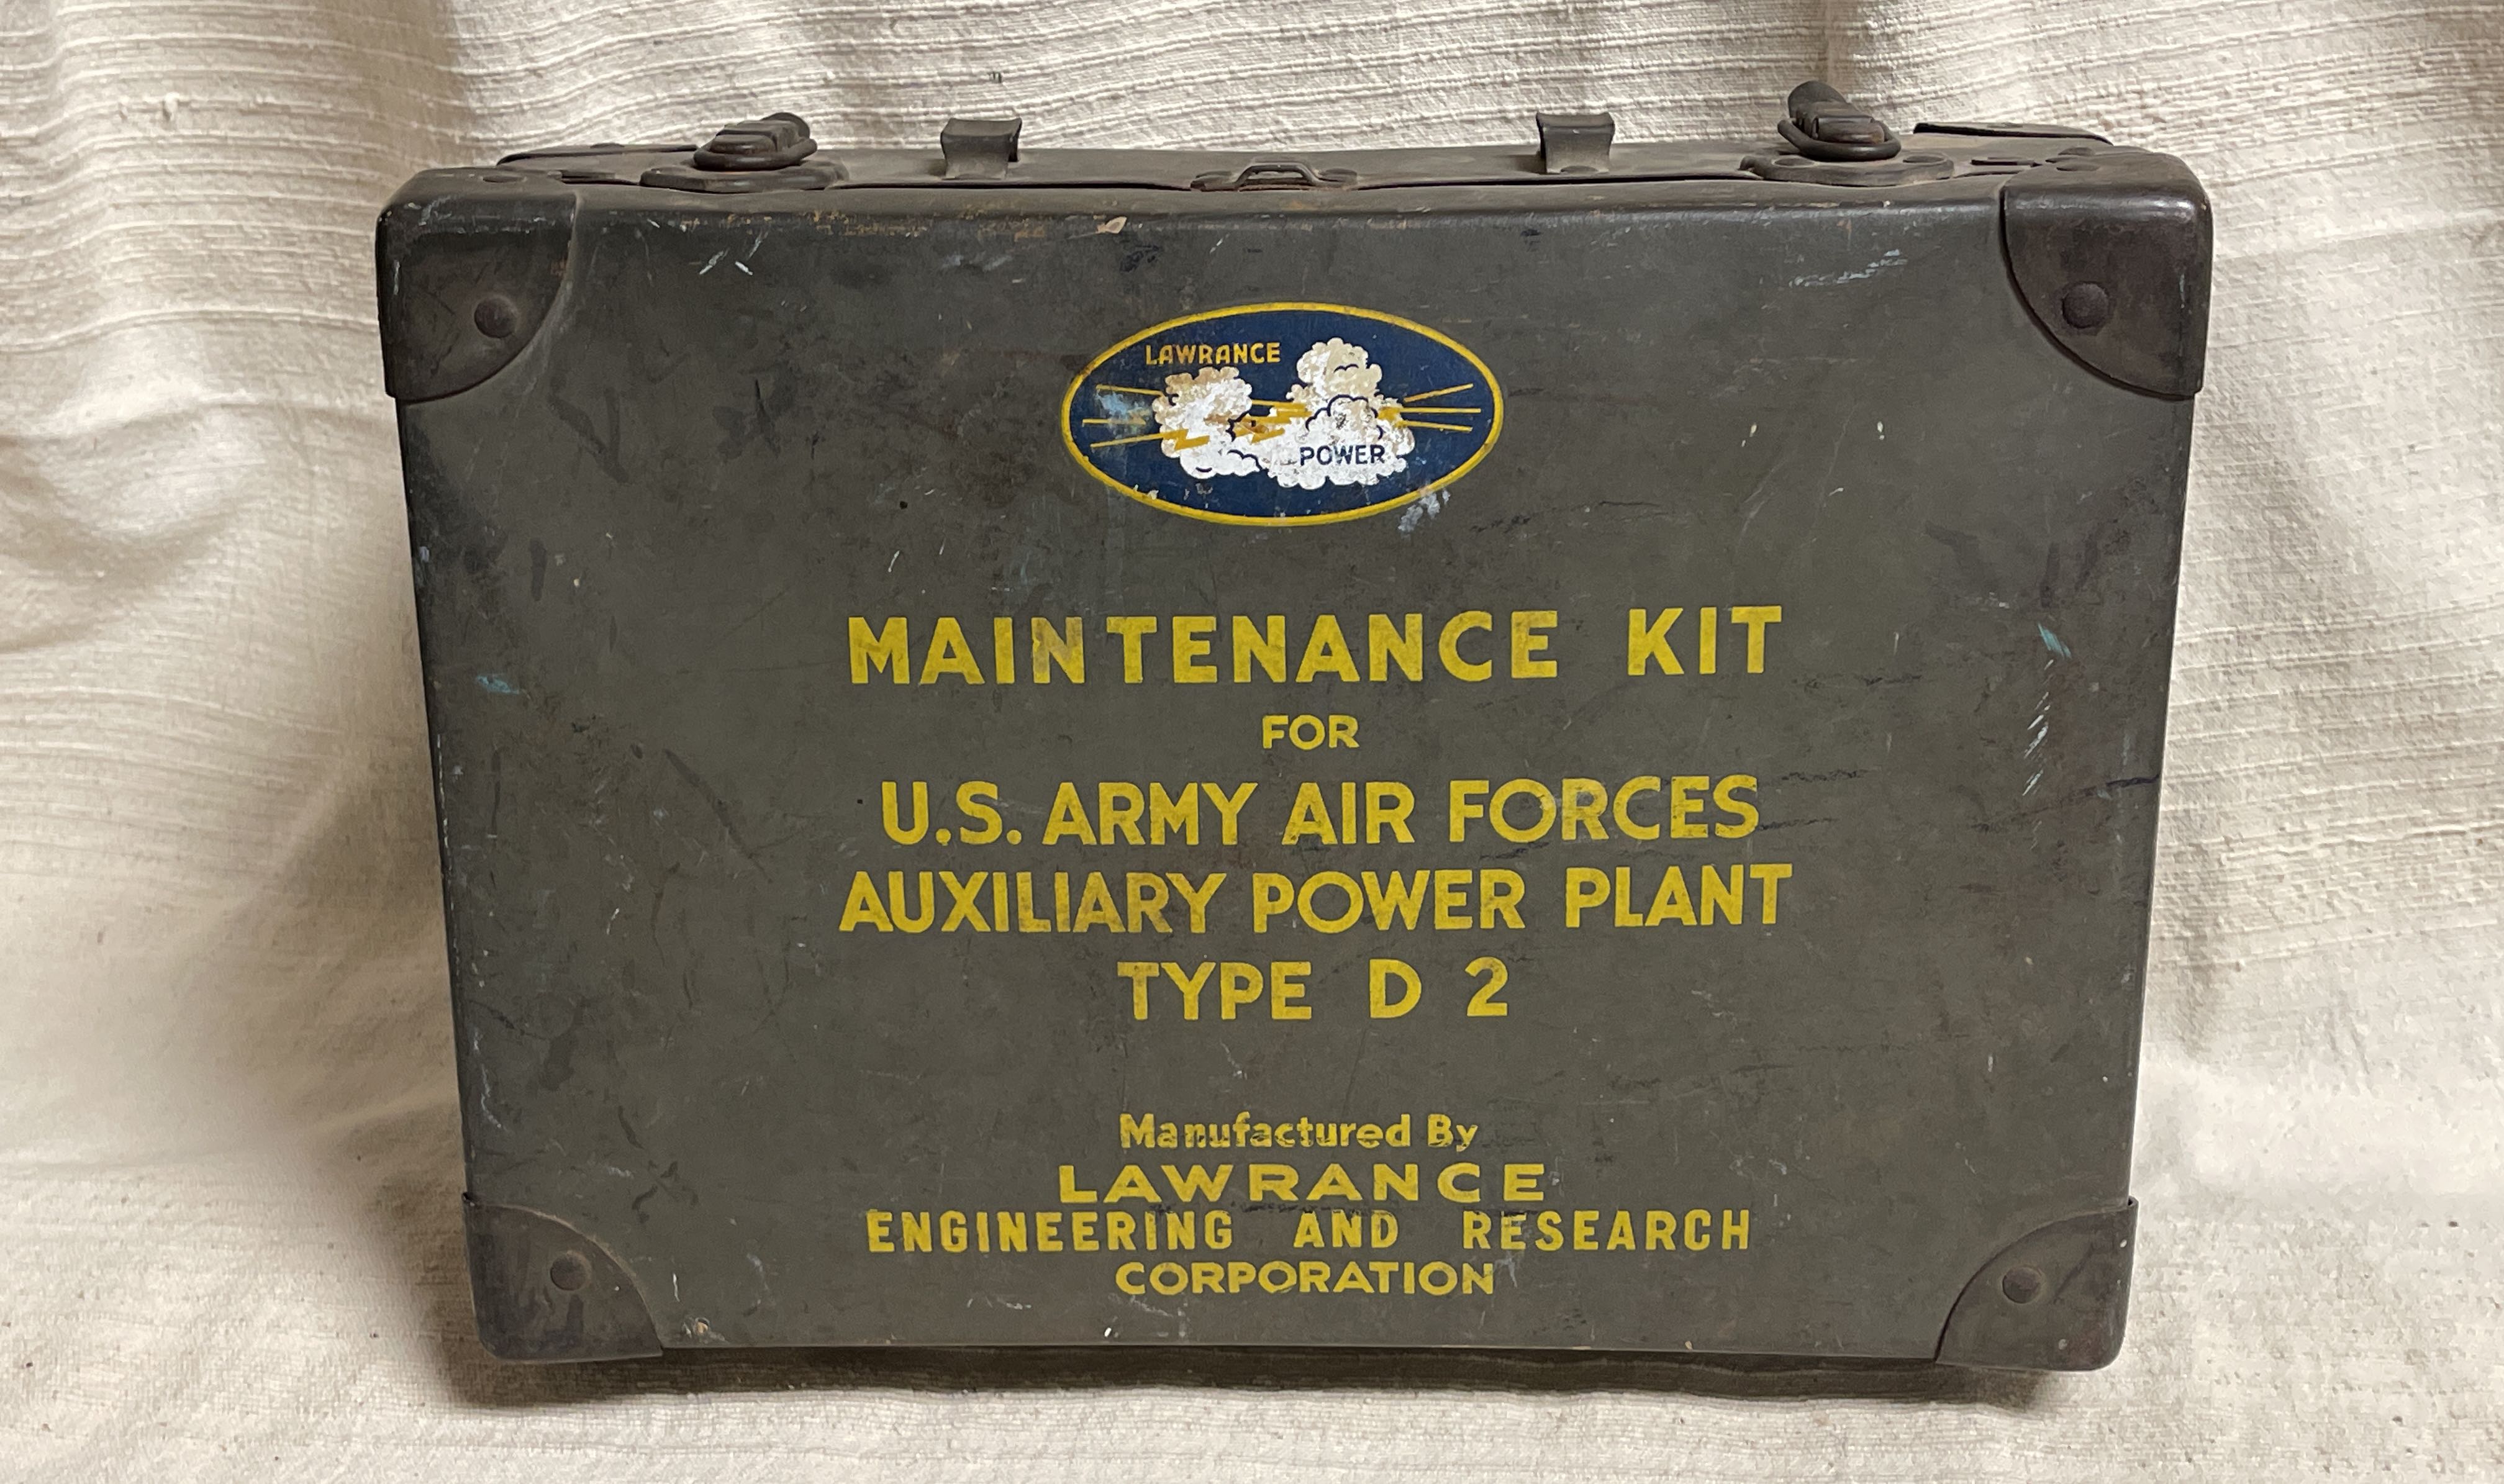 LAWRANCE
POWER
MAINTENANCE KIT
FOR
U.S. ARMY AIR FORCES
AUXILIARY POWER PLANT
TYPE D 2
Manufactured By
LAWRANCE
ENGINEERING AND RESEARCH
CORPORATION